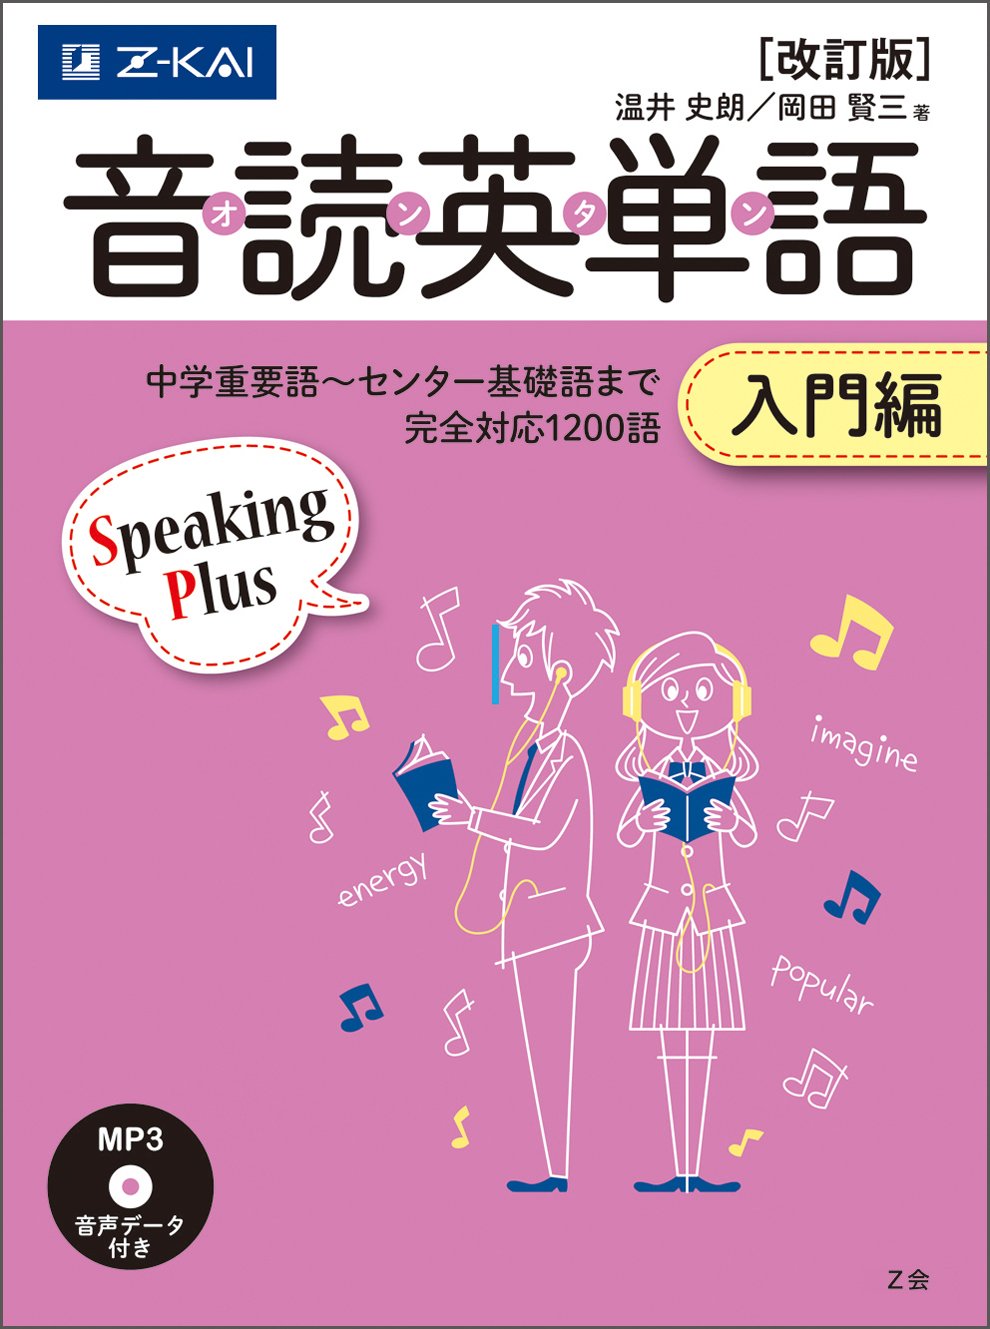 Z-KAI
[改訂版]
温井 史朗／岡田 賢三 著
音読英単語
オンタン
中学重要語～センター基礎語まで
完全対応1200語
入門編
Speaking
Plus
imagine
energy
popular
MP3
音声データ
付き
Z会